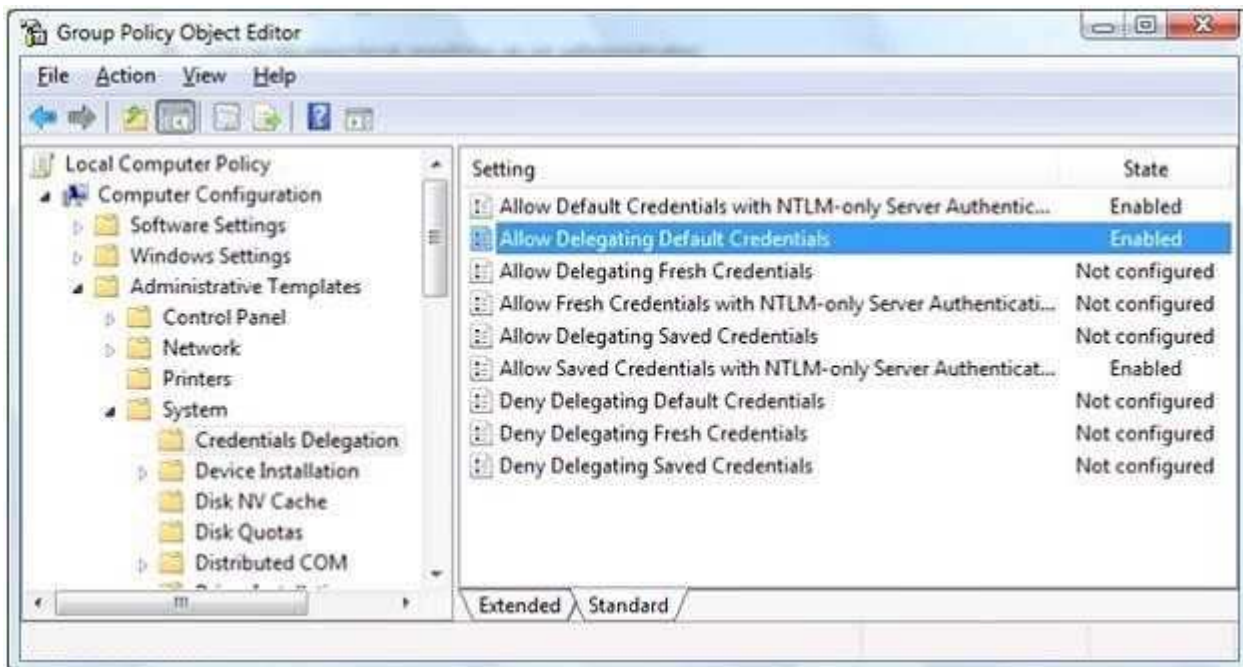 Group Policy Object Editor
File Action View Help
Local Computer Policy
Computer Configuration
Software Settings
Windows Settings
Administrative Templates
Control Panel
Network
Printers
System
Credentials Delegation
Device Installation
Disk NV Cache
Disk Quotas
Distributed COM
Setting State
Allow Default Credentials with NTLM-only Server Authentic... Enabled
Allow Delegating Default Credentials Enabled
Allow Delegating Fresh Credentials Not configured
Allow Fresh Credentials with NTLM-only Server Authenticati... Not configured
Allow Delegating Saved Credentials Not configured
Allow Saved Credentials with NTLM-only Server Authenticat... Enabled
Deny Delegating Default Credentials Not configured
Deny Delegating Fresh Credentials Not configured
Deny Delegating Saved Credentials Not configured
Extended Standard